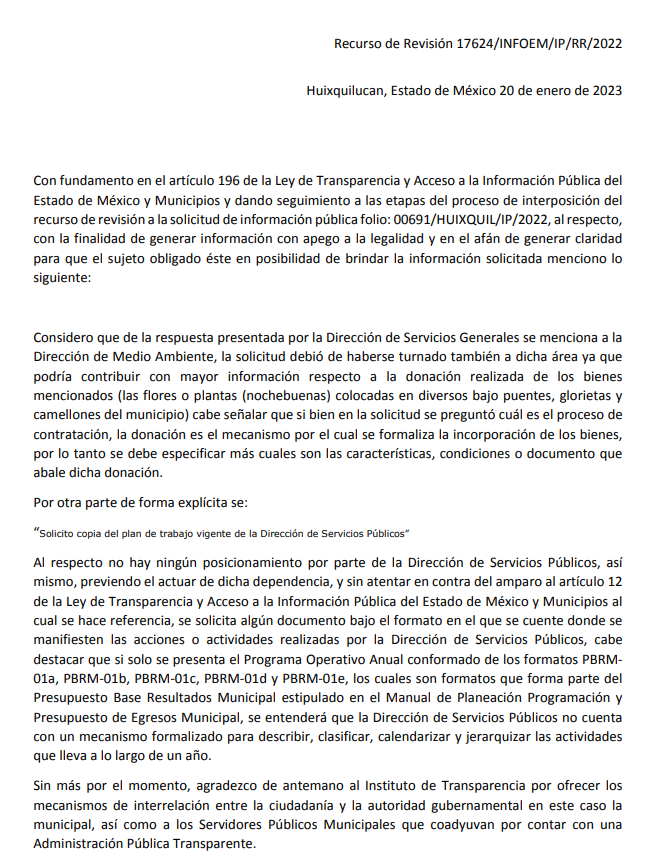 Recurso de Revisión 17624/INFOEM/IP/RR/2022
Huixquilucan, Estado de México 20 de enero de 2023
Con fundamento en el artículo 196 de la Ley de Transparencia y Acceso a la Información Pública del
Estado de México y Municipios y dando seguimiento a las etapas del proceso de interposición del
recurso de revisión a la solicitud de información pública folio: 00691/HUIXQUIL/IP/2022, al respecto,
con la finalidad de generar información con apego a la legalidad y en el afán de generar claridad
para que el sujeto obligado éste en posibilidad de brindar la información solicitada menciono lo
siguiente:
Considero que de la respuesta presentada por la Dirección de Servicios Generales se menciona a la
Dirección de Medio Ambiente, la solicitud debió de haberse turnado también a dicha área ya que
podría contribuir con mayor información respecto a la donación realizada de los bienes
mencionados (las flores o plantas (nochebuenas) colocadas en diversos bajo puentes, glorietas y
camellones del municipio) cabe señalar que si bien en la solicitud se preguntó cuál es el proceso de
contratación, la donación es el mecanismo por el cual se formaliza la incorporación de los bienes,
por lo tanto se debe especificar más cuales son las características, condiciones o documento que
abale dicha donación.
Por otra parte de forma explícita se:
“Solicito copia del plan de trabajo vigente de la Dirección de Servicios Públicos”
Al respecto no hay ningún posicionamiento por parte de la Dirección de Servicios Públicos, así
mismo, previendo el actuar de dicha dependencia, y sin atentar en contra del amparo al artículo 12
de la Ley de Transparencia y Acceso a la Información Pública del Estado de México y Municipios al
cual se hace referencia, se solicita algún documento bajo el formato en el que se cuente donde se
manifiesten las acciones o actividades realizadas por la Dirección de Servicios Públicos, cabe
destacar que si solo se presenta el Programa Operativo Anual conformado de los formatos PBRM-
01a, PBRM-01b, PBRM-01c, PBRM-01d y PBRM-01e, los cuales son formatos que forma parte del
Presupuesto Base Resultados Municipal estipulado en el Manual de Planeación Programación y
Presupuesto de Egresos Municipal, se entenderá que la Dirección de Servicios Públicos no cuenta
con un mecanismo formalizado para describir, clasificar, calendarizar y jerarquizar las actividades
que lleva a lo largo de un año.
Sin más por el momento, agradezco de antemano al Instituto de Transparencia por ofrecer los
mecanismos de interrelación entre la ciudadanía y la autoridad gubernamental en este caso la
municipal, así como a los Servidores Públicos Municipales que coadyuvan por contar con una
Administración Pública Transparente.